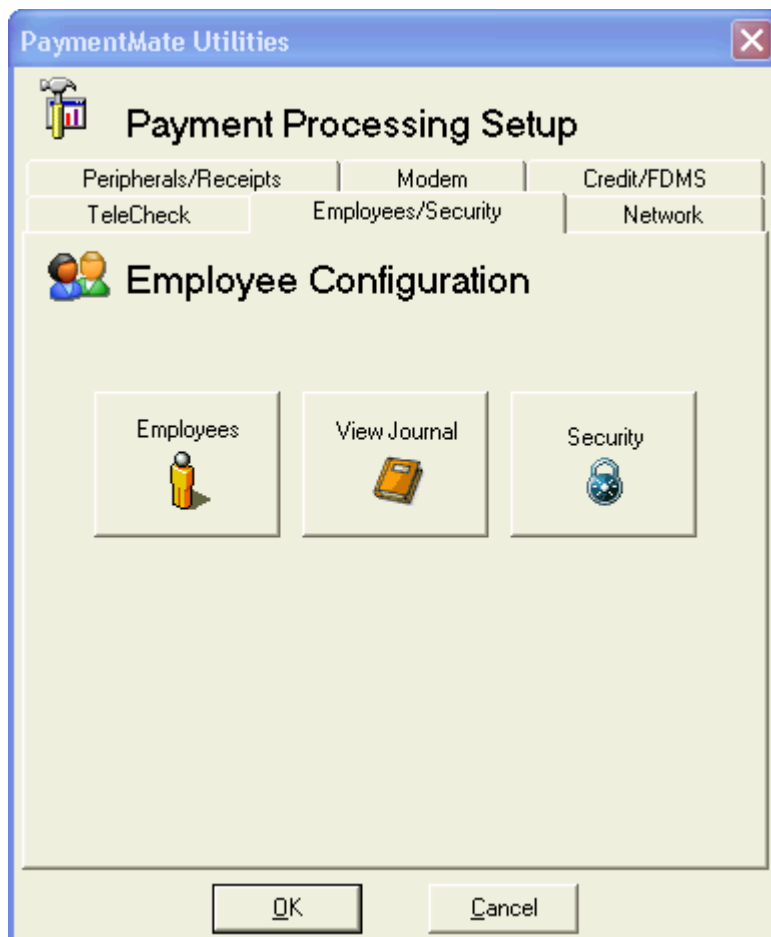 PaymentMate Utilities
Payment Processing Setup
Peripherals/Receipts Modem Credit/FDMS
TeleCheck Employees/Security Network
Employee Configuration
Employees View Journal Security
OK Cancel